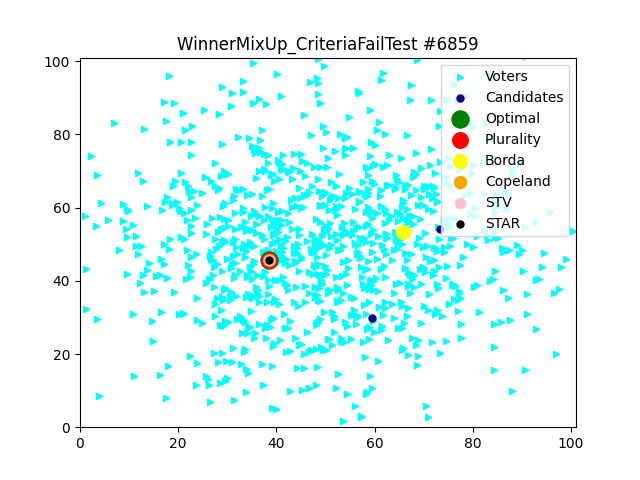 WinnerMixUp_CriteriaFailTest #6859
100
80
60
40
20
0
0 20 40 60 80 100
Voters
Candidates
Optimal
Plurality
Borda
Copeland
STV
STAR